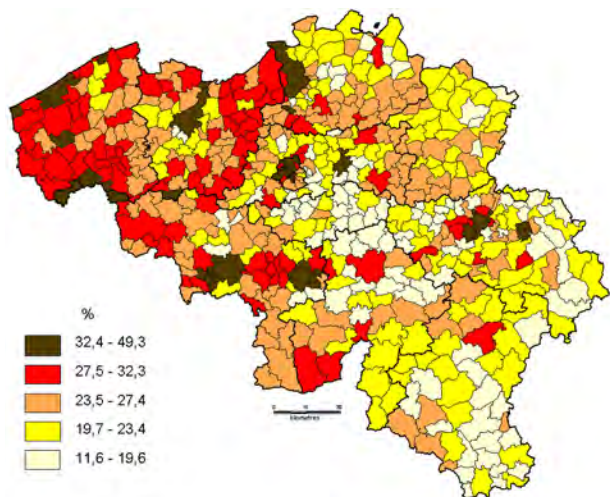 %
32,4 - 49,3
27,5 - 32,3
23,5 - 27,4
19,7 - 23,4
11,6 - 19,6
kilometres